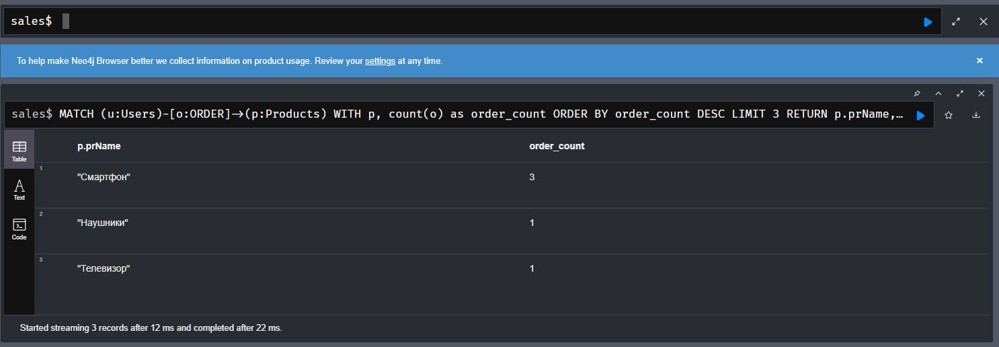 sales$
To help make Neo4j Browser better we collect information on product usage. Review your settings at any time.
sales$ MATCH (u:Users)-[o:ORDER]→(p:Products) WITH p, count(o) as order_count ORDER BY order_count DESC LIMIT 3 RETURN p.prName,…
Table
Text
Code
p.prName order_count
1
"Смартфон" 3
2
"Наушники" 1
3
"Телевизор" 1
Started streaming 3 records after 12 ms and completed after 22 ms.